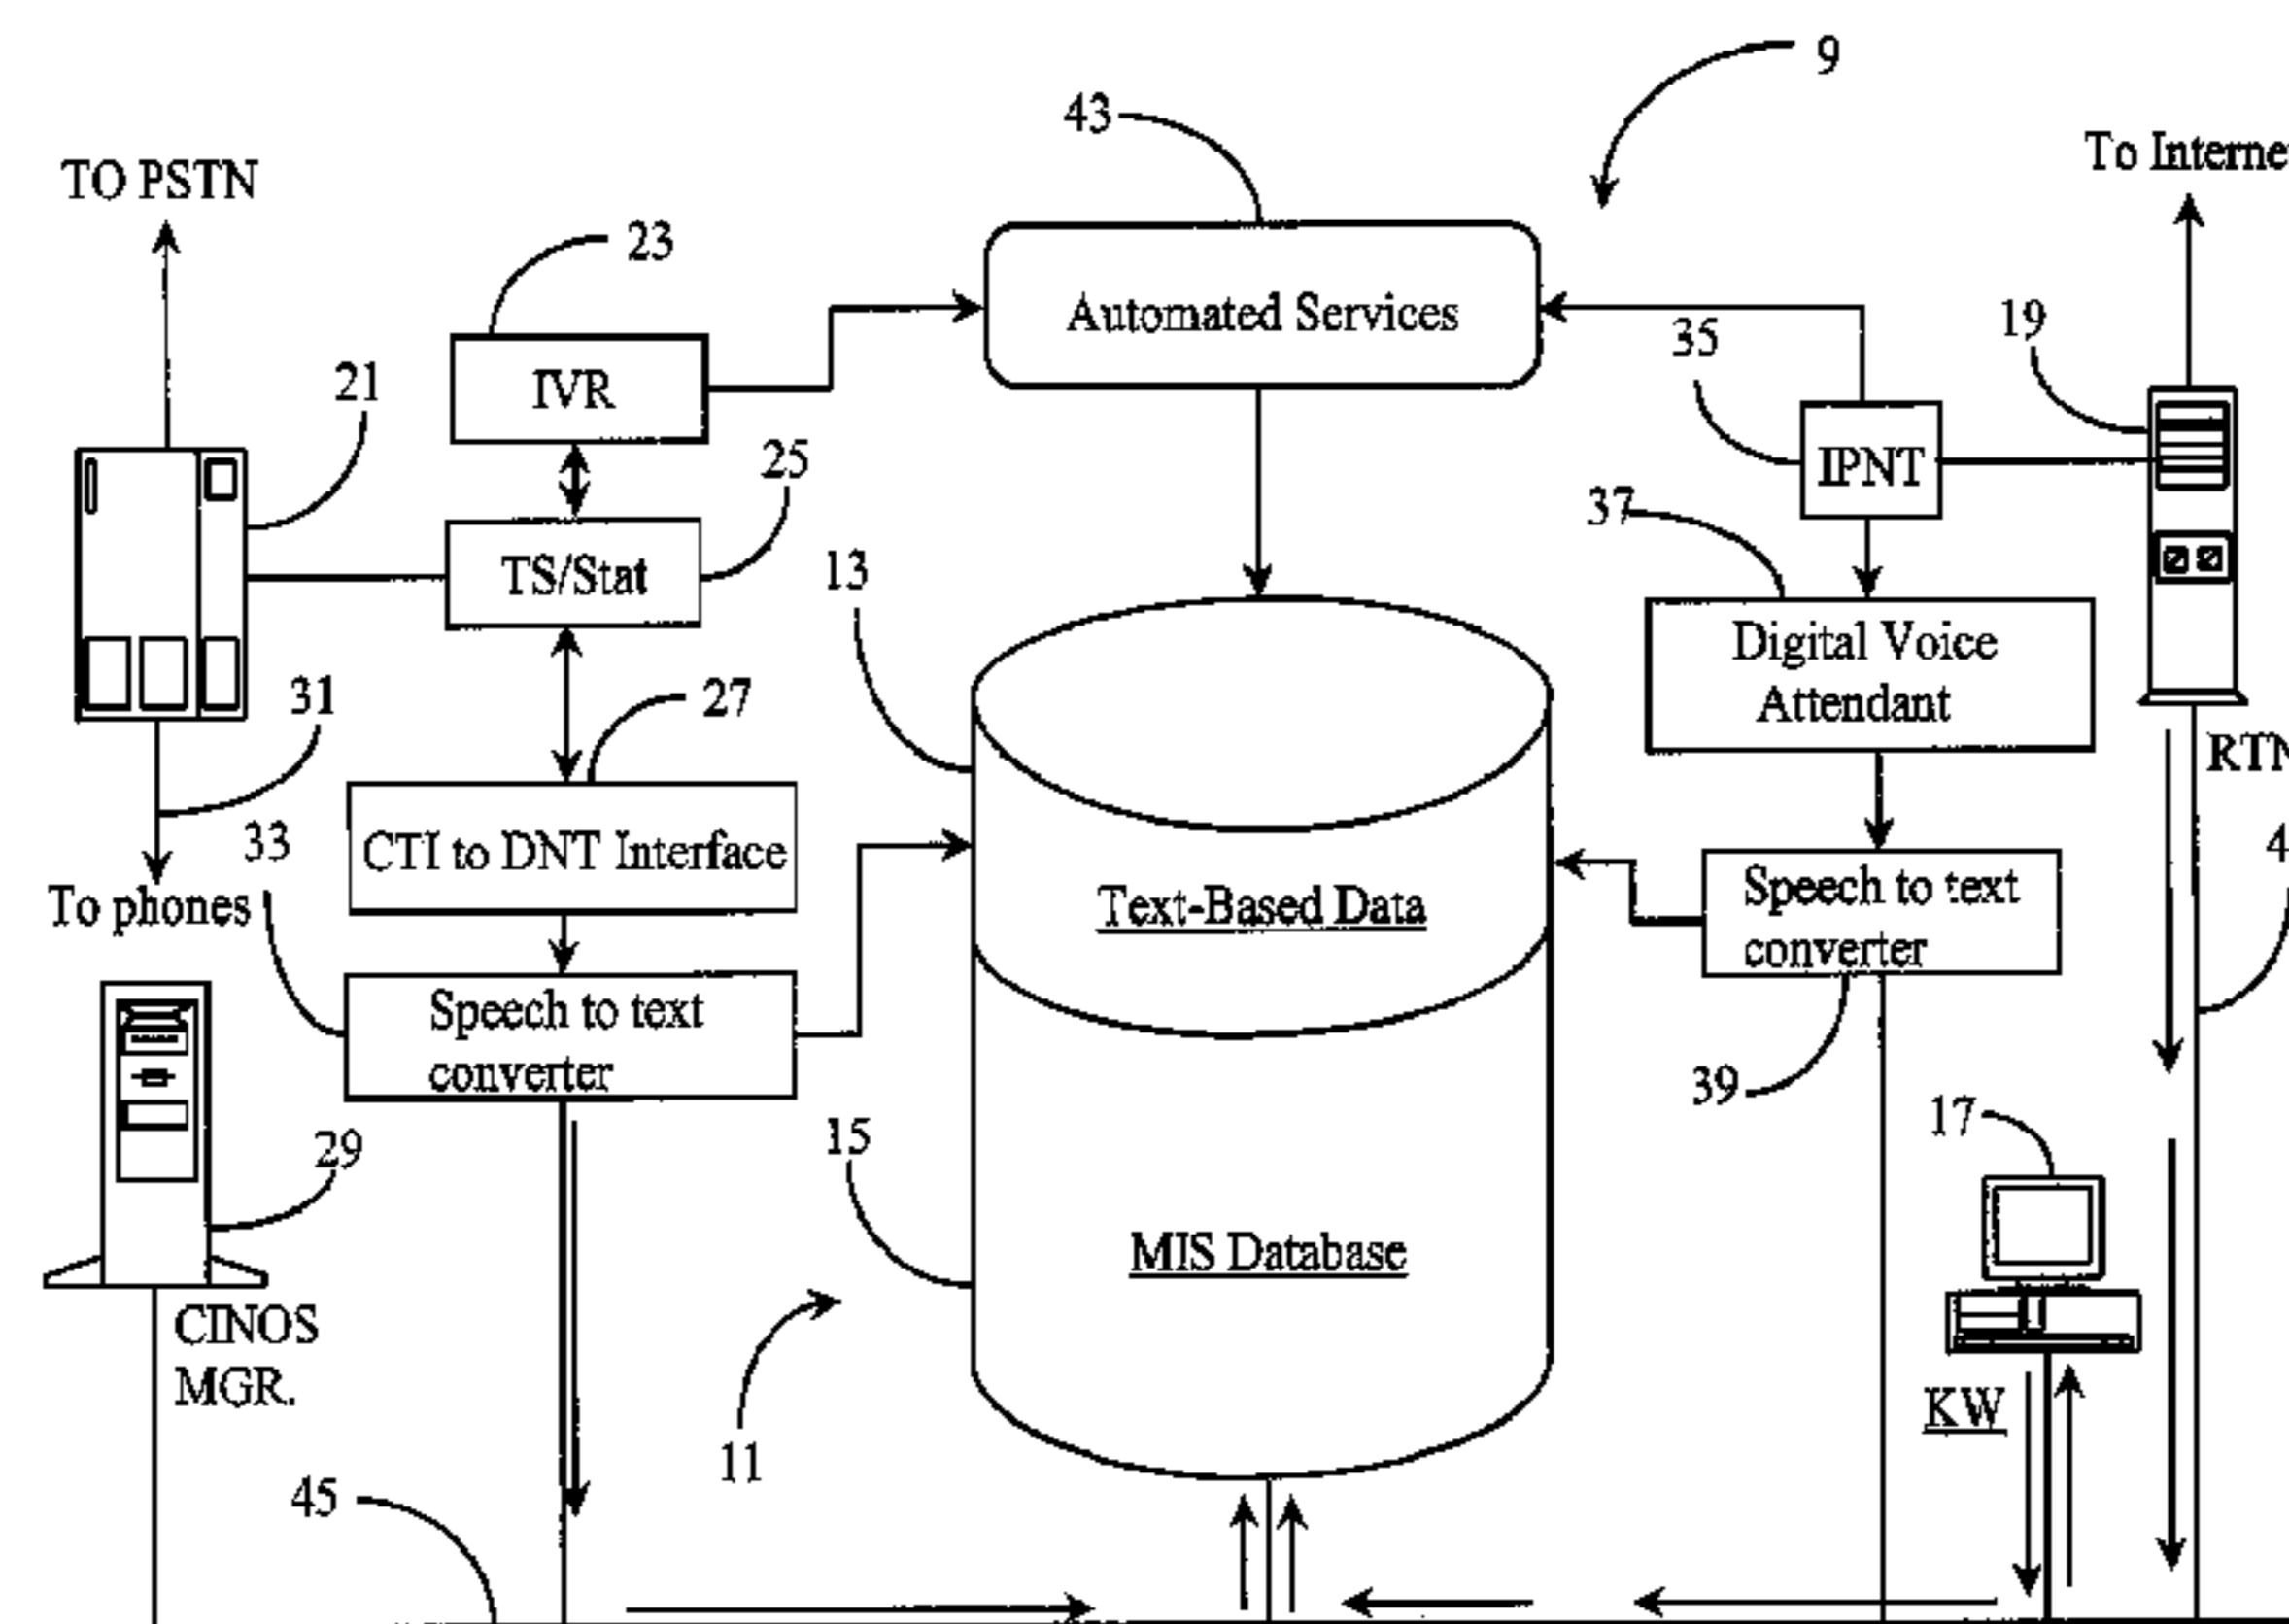 9
43
TO PSTN
To Interne
23
19
Automated Services
35
21
IVR
25
IPNT
37
13
TS/Stat
Digital Voice
Attendant
31
27
RTN
33
CTI to DNT Interface
4
To phones
Text-Based Data
Speech to text
converter
Speech to text
converter
39
17
29
15
MIS Database
CINOS
MGR.
KW
11
45